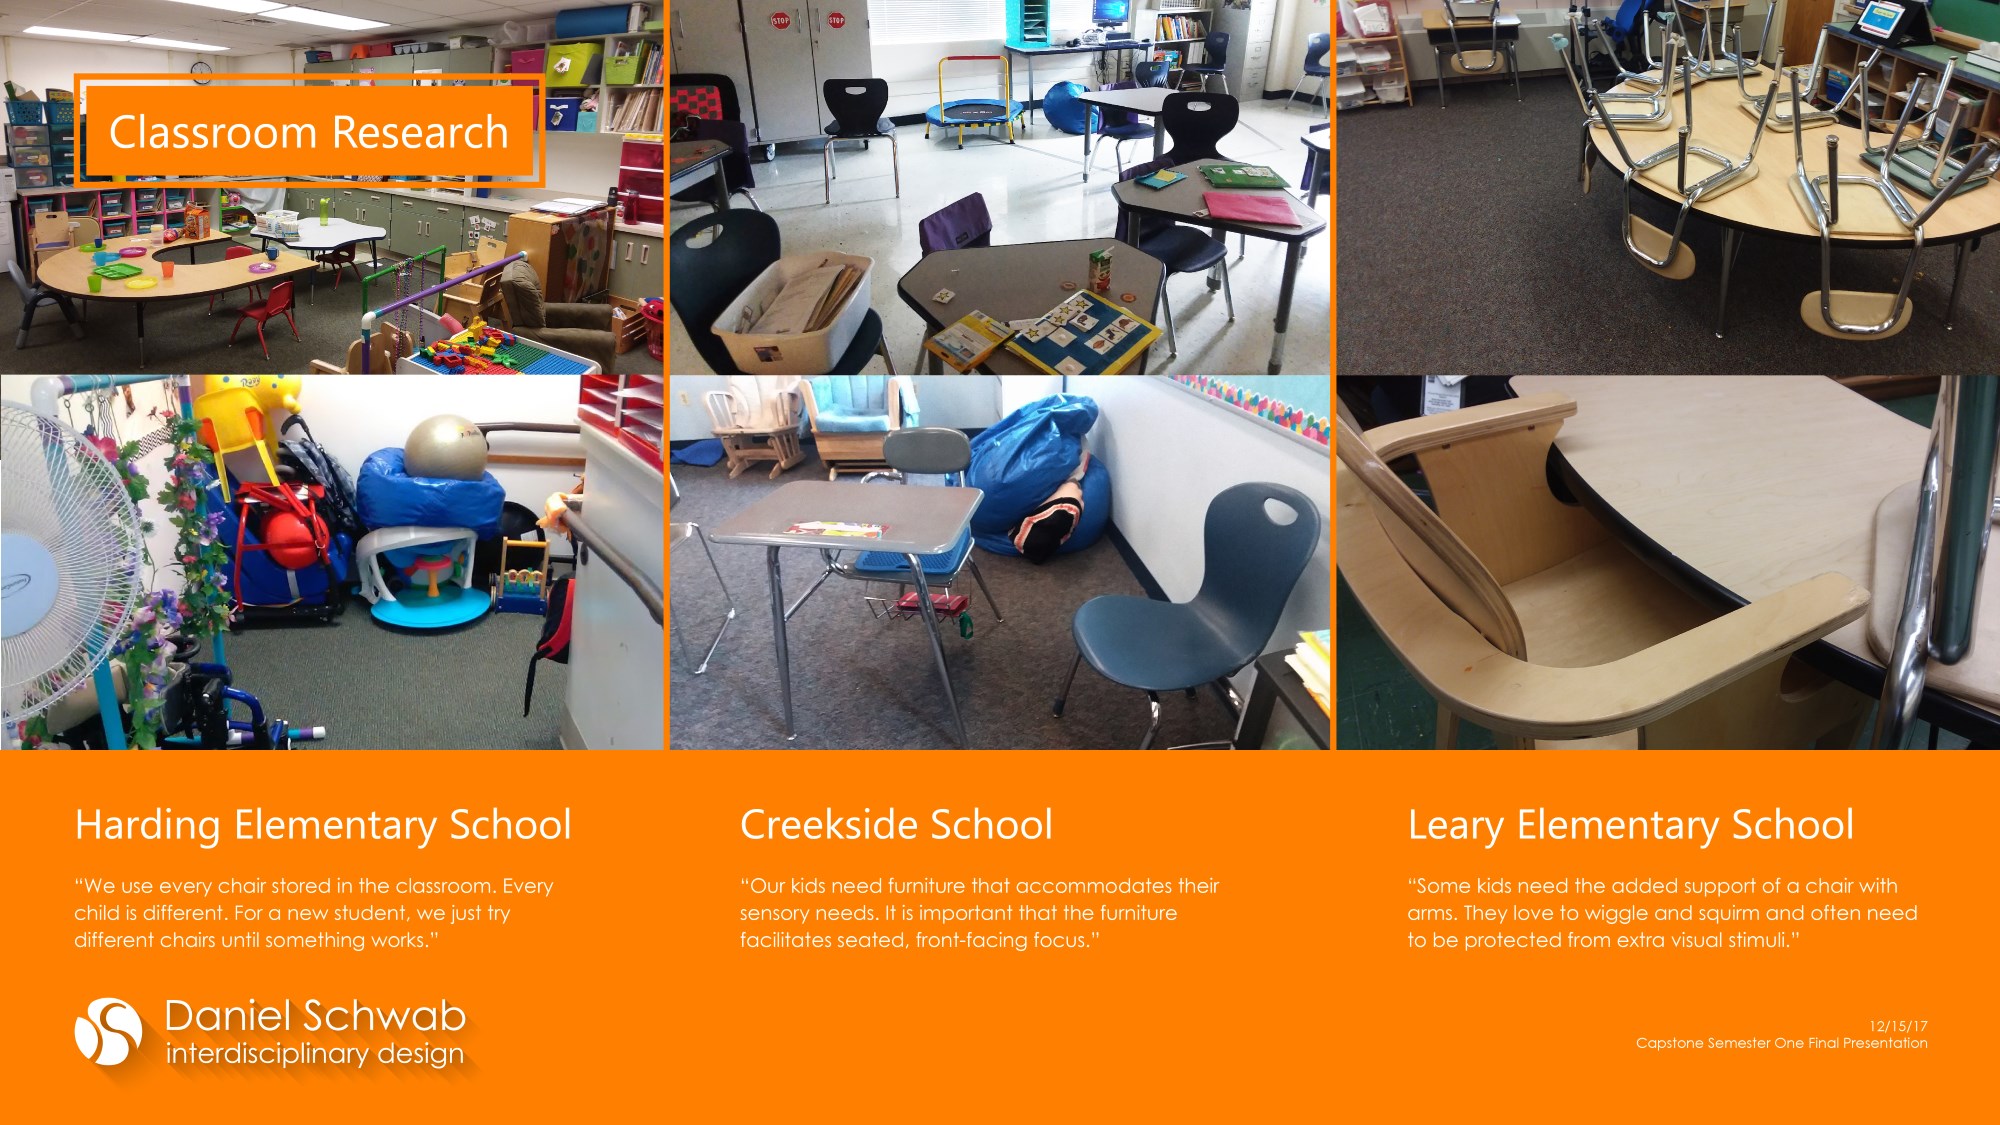 Classroom Research
STOP
STOP
Harding Elementary School
“We use every chair stored in the classroom. Every
child is different. For a new student, we just try
different chairs until something works.”
Creekside School
“Our kids need furniture that accommodates their
sensory needs. It is important that the furniture
facilitates seated, front-facing focus.”
Leary Elementary School
“Some kids need the added support of a chair with
arms. They love to wiggle and squirm and often need
to be protected from extra visual stimuli.”
Daniel Schwab
interdisciplinary design
12/15/17
Capstone Semester One Final Presentation